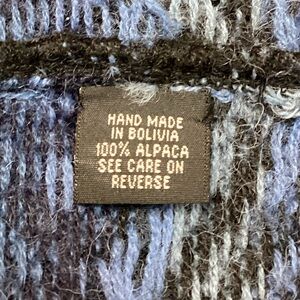 HAND MADE
IN BOLIVIA
100% ALPACA
SEE CARE ON
REVERSE